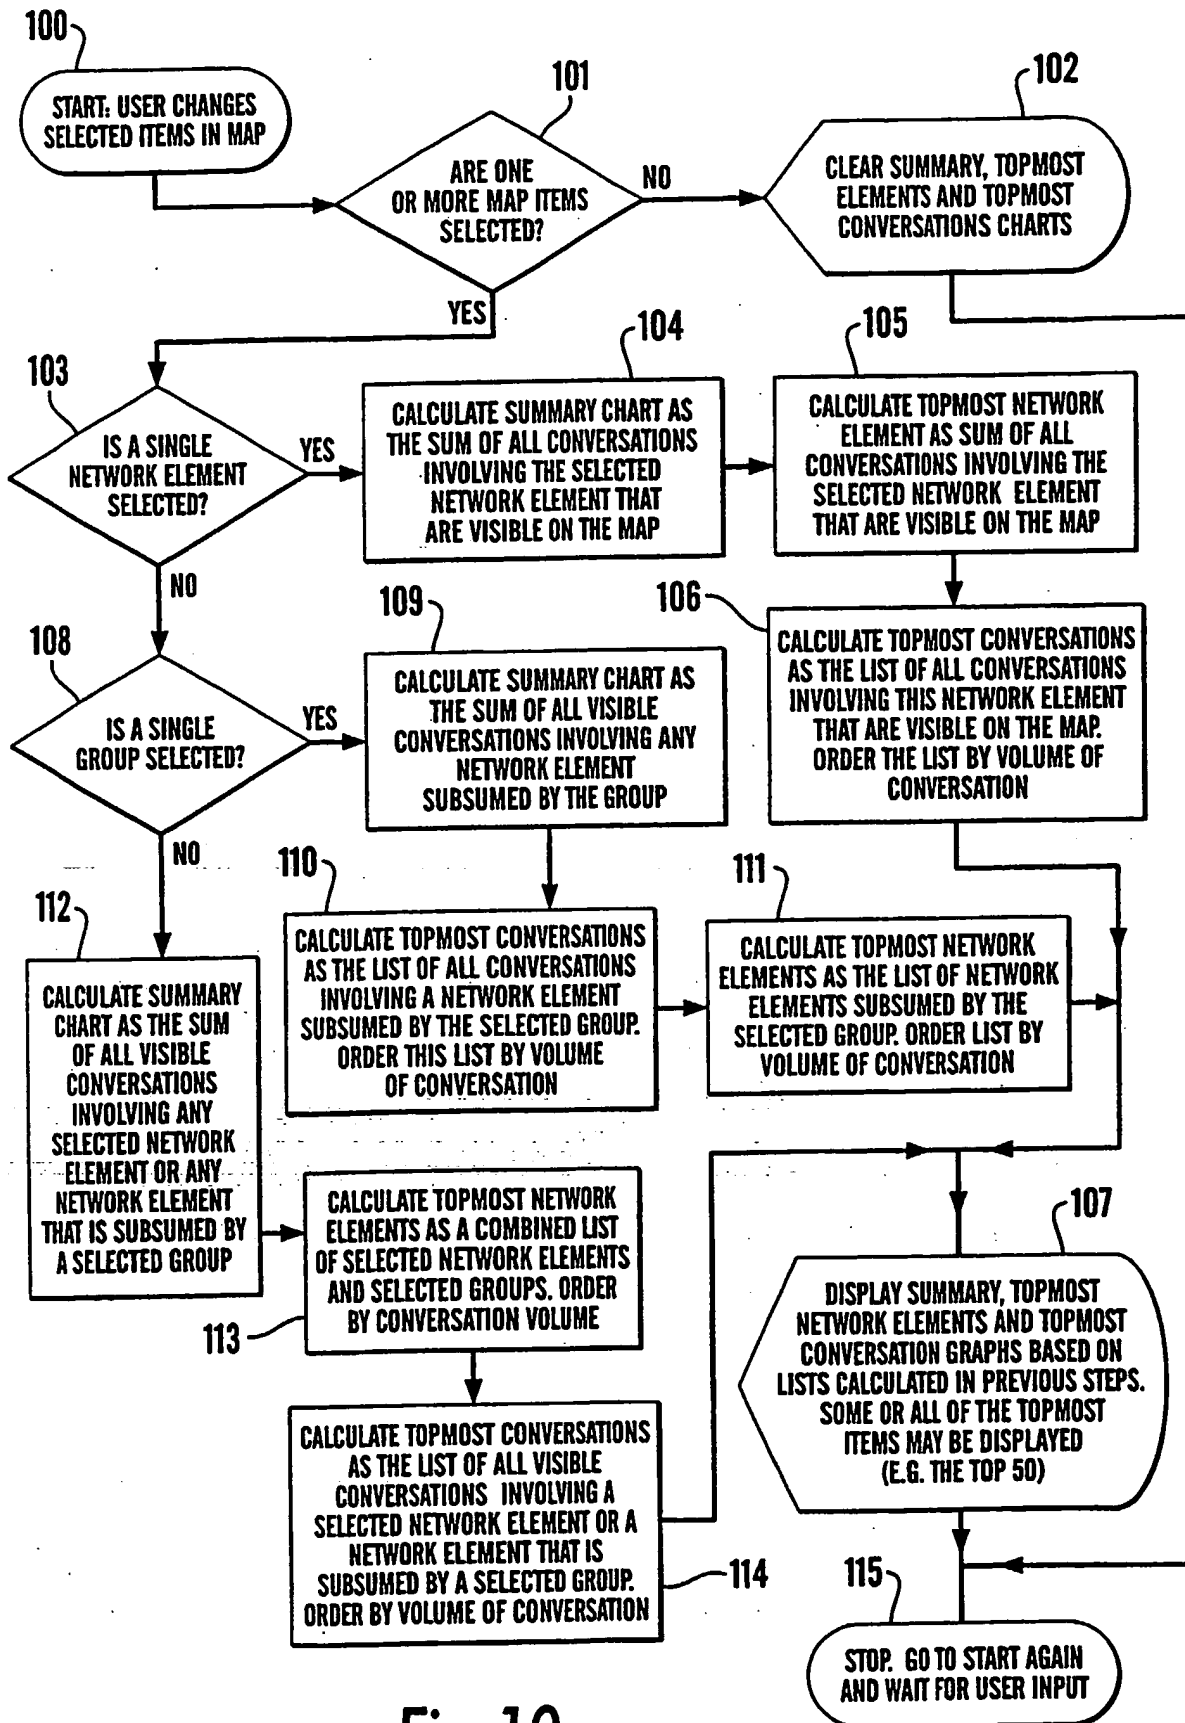 100
START: USER CHANGES
SELECTED ITEMS IN MAP
101
ARE ONE
OR MORE MAP ITEMS
SELECTED?
NO
102
CLEAR SUMMARY, TOPMOST
ELEMENTS AND TOPMOST
CONVERSATIONS CHARTS
YES
103
IS A SINGLE
NETWORK ELEMENT
SELECTED?
YES
104
CALCULATE SUMMARY CHART AS
THE SUM OF ALL CONVERSATIONS
INVOLVING THE SELECTED
NETWORK ELEMENT THAT
ARE VISIBLE ON THE MAP
105
CALCULATE TOPMOST NETWORK
ELEMENT AS SUM OF ALL
CONVERSATIONS INVOLVING THE
SELECTED NETWORK ELEMENT
THAT ARE VISIBLE ON THE MAP
NO
106
CALCULATE TOPMOST CONVERSATIONS
AS THE LIST OF ALL CONVERSATIONS
INVOLVING THIS NETWORK ELEMENT
THAT ARE VISIBLE ON THE MAP.
ORDER THE LIST BY VOLUME OF
CONVERSATION
108
IS A SINGLE
GROUP SELECTED?
YES
109
CALCULATE SUMMARY CHART AS
THE SUM OF ALL VISIBLE
CONVERSATIONS INVOLVING ANY
NETWORK ELEMENT
SUBSUMED BY THE GROUP
NO
110
CALCULATE TOPMOST CONVERSATIONS
AS THE LIST OF ALL CONVERSATIONS
INVOLVING A NETWORK ELEMENT
SUBSUMED BY THE SELECTED GROUP.
ORDER THIS LIST BY VOLUME
OF CONVERSATION
111
CALCULATE TOPMOST NETWORK
ELEMENTS AS THE LIST OF NETWORK
ELEMENTS SUBSUMED BY THE
SELECTED GROUP. ORDER LIST BY
VOLUME OF CONVERSATION
112
CALCULATE SUMMARY
CHART AS THE SUM
OF ALL VISIBLE
CONVERSATIONS
INVOLVING ANY
SELECTED NETWORK
ELEMENT OR ANY
NETWORK ELEMENT
THAT IS SUBSUMED BY
A SELECTED GROUP
113
CALCULATE TOPMOST NETWORK
ELEMENTS AS A COMBINED LIST
OF SELECTED NETWORK ELEMENTS
AND SELECTED GROUPS. ORDER
BY CONVERSATION VOLUME
107
DISPLAY SUMMARY, TOPMOST
NETWORK ELEMENTS AND TOPMOST
CONVERSATION GRAPHS BASED ON
LISTS CALCULATED IN PREVIOUS STEPS.
SOME OR ALL OF THE TOPMOST
ITEMS MAY BE DISPLAYED
(E.G. THE TOP 50)
114
CALCULATE TOPMOST CONVERSATIONS
AS THE LIST OF ALL VISIBLE
CONVERSATIONS INVOLVING A
SELECTED NETWORK ELEMENT OR A
NETWORK ELEMENT THAT IS
SUBSUMED BY A SELECTED GROUP.
ORDER BY VOLUME OF CONVERSATION
115
STOP. GO TO START AGAIN
AND WAIT FOR USER INPUT